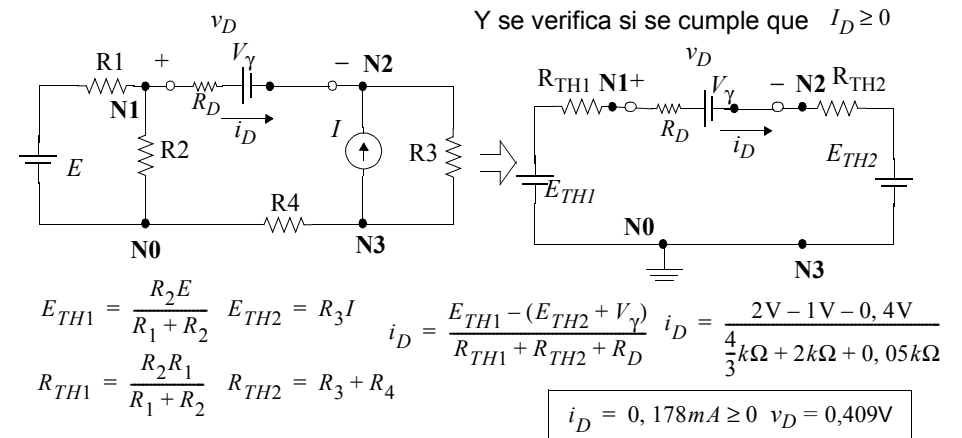 Y se verifica si se cumple que I_D ≥ 0
v_D
R1 + V_γ − N2
N1 R_D
i_D
E R2 I R3
R4
N0 N3
v_D
R_TH1 N1+ V_γ − N2 R_TH2
R_D
i_D
E_TH1 E_TH2
N0
N3
E_TH1 = R_2E / (R_1 + R_2) E_TH2 = R_3I
R_TH1 = R_2R_1 / (R_1 + R_2) R_TH2 = R_3 + R_4
i_D = (E_TH1 − (E_TH2 + V_γ)) / (R_TH1 + R_TH2 + R_D) i_D = (2V − 1V − 0, 4V) / (4/3 kΩ + 2kΩ + 0, 05kΩ)
i_D = 0, 178mA ≥ 0 v_D = 0,409V